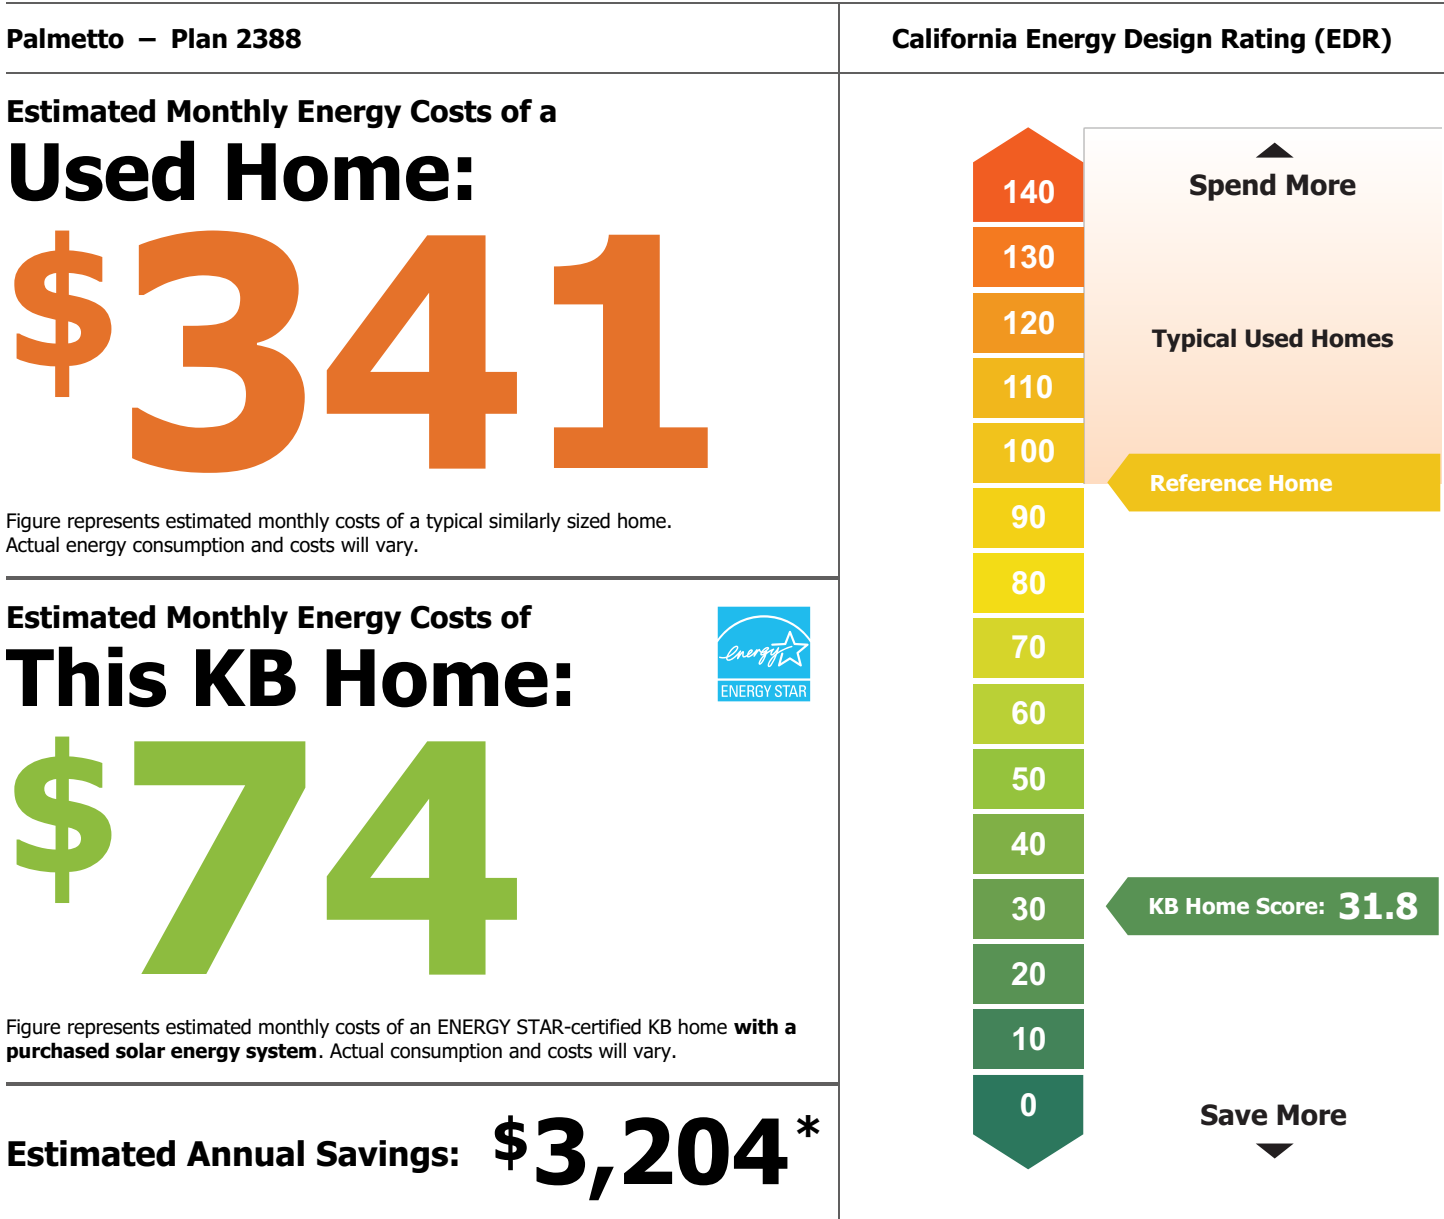 Palmetto – Plan 2388
Estimated Monthly Energy Costs of a
Used Home:
$341
Figure represents estimated monthly costs of a typical similarly sized home.
Actual energy consumption and costs will vary.
Estimated Monthly Energy Costs of
This KB Home:
energy
ENERGY STAR
$74
Figure represents estimated monthly costs of an ENERGY STAR-certified KB home with a
purchased solar energy system. Actual consumption and costs will vary.
Estimated Annual Savings: $3,204*
California Energy Design Rating (EDR)
Spend More
140
130
120
Typical Used Homes
110
100
Reference Home
90
80
70
60
50
40
30
KB Home Score: 31.8
20
10
0
Save More